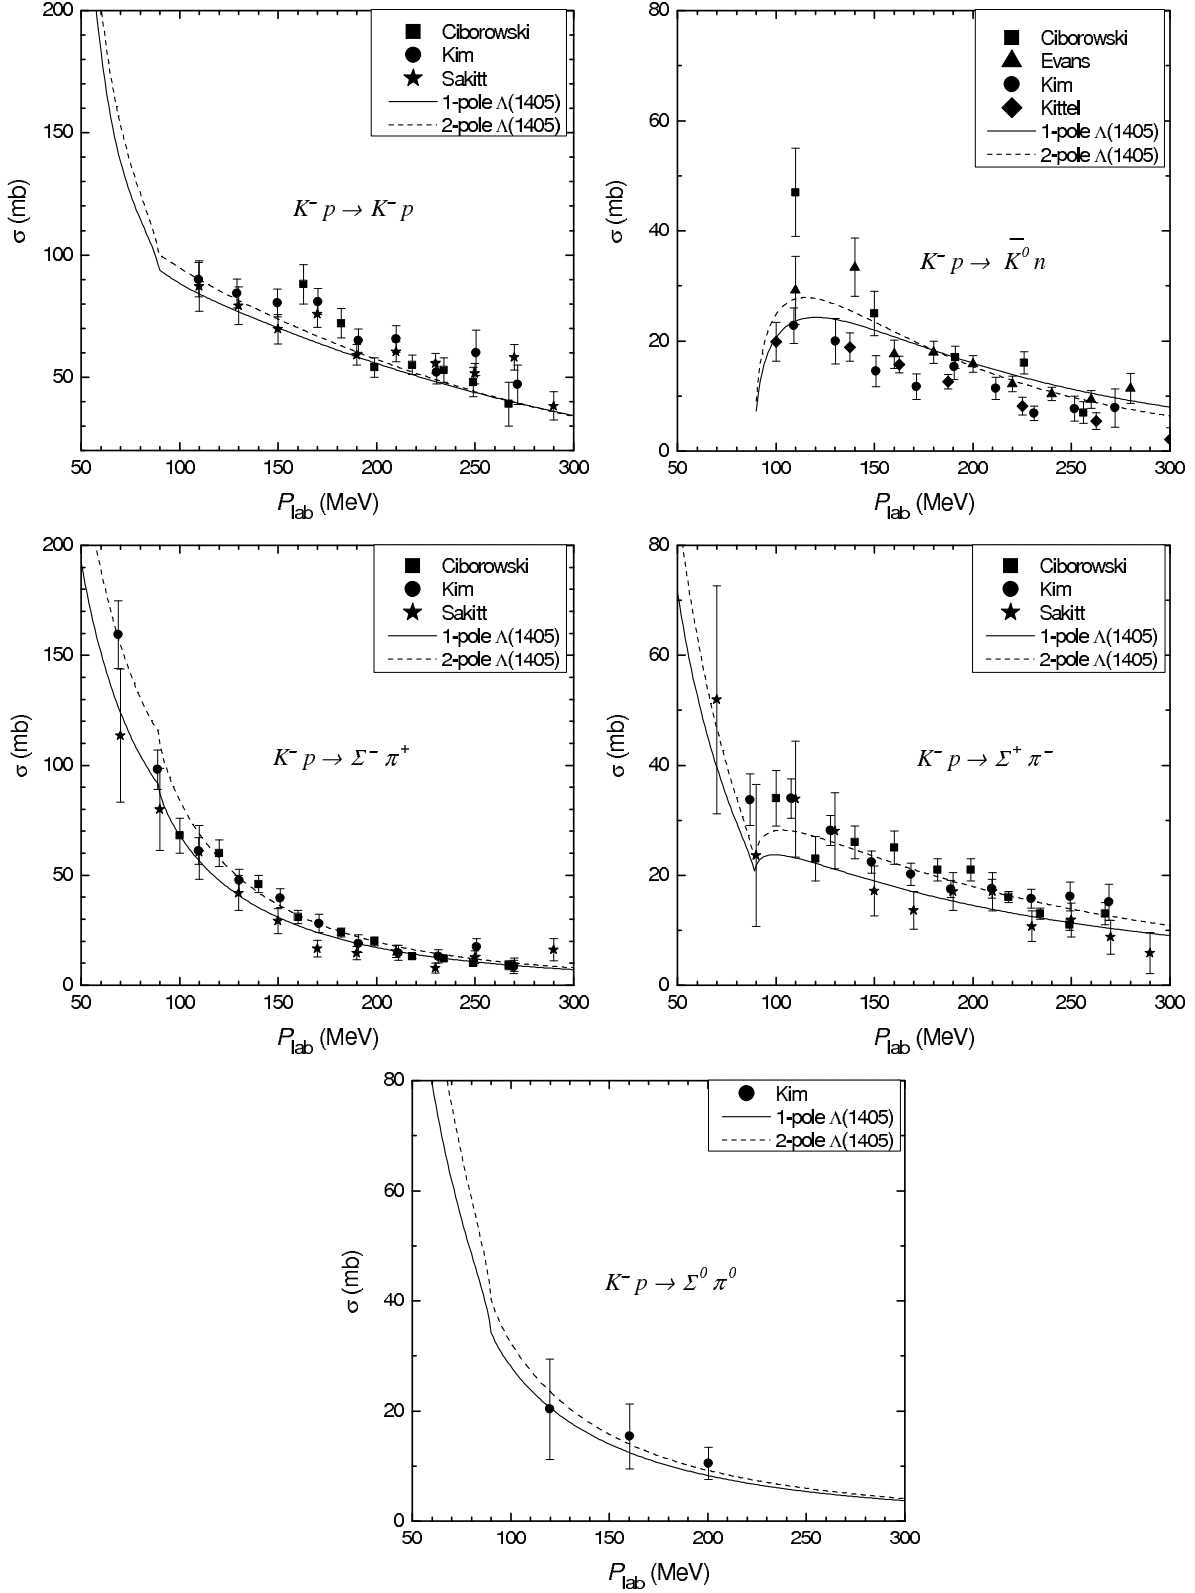 200
150
100
50
50
100
150
200
250
300
σ (mb)
P_lab (MeV)
Ciborowski
Kim
Sakitt
1-pole Λ(1405)
2-pole Λ(1405)
K⁻ p → K⁻ p
80
60
40
20
0
50
100
150
200
250
300
σ (mb)
P_lab (MeV)
Ciborowski
Evans
Kim
Kittel
1-pole Λ(1405)
2-pole Λ(1405)
K⁻ p → K̄⁰ n
200
150
100
50
0
50
100
150
200
250
300
σ (mb)
P_lab (MeV)
Ciborowski
Kim
Sakitt
1-pole Λ(1405)
2-pole Λ(1405)
K⁻ p → Σ⁻ π⁺
80
60
40
20
0
50
100
150
200
250
300
σ (mb)
P_lab (MeV)
Ciborowski
Kim
Sakitt
1-pole Λ(1405)
2-pole Λ(1405)
K⁻ p → Σ⁺ π⁻
80
60
40
20
0
50
100
150
200
250
300
σ (mb)
P_lab (MeV)
Kim
1-pole Λ(1405)
2-pole Λ(1405)
K⁻ p → Σ⁰ π⁰